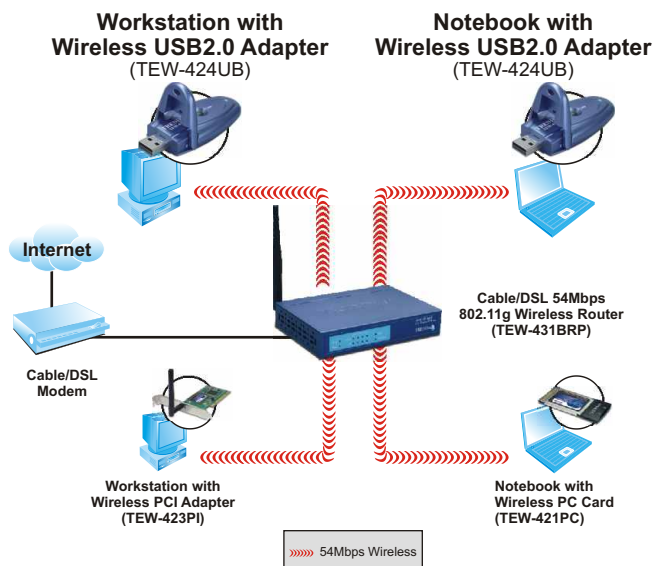 Workstation with
Wireless USB2.0 Adapter
(TEW-424UB)
Notebook with
Wireless USB2.0 Adapter
(TEW-424UB)
Internet
Cable/DSL 54Mbps
802.11g Wireless Router
(TEW-431BRP)
Cable/DSL
Modem
Workstation with
Wireless PCI Adapter
(TEW-423PI)
Notebook with
Wireless PC Card
(TEW-421PC)
54Mbps Wireless